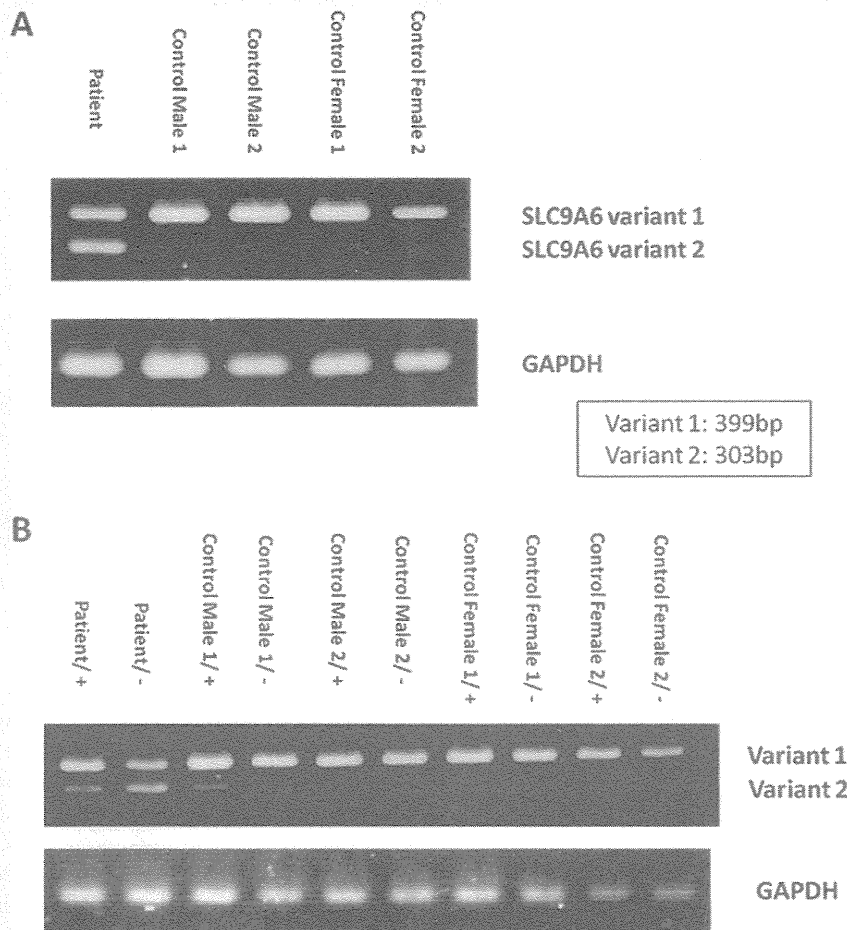 A
Patient
Control Male 1
Control Male 2
Control Female 1
Control Female 2
SLC9A6 variant 1
SLC9A6 variant 2
GAPDH
Variant 1: 399bp
Variant 2: 303bp
B
Patient/ +
Patient/ -
Control Male 1/ +
Control Male 1/ -
Control Male 2/ +
Control Male 2/ -
Control Female 1/ +
Control Female 1/ -
Control Female 2/ +
Control Female 2/ -
Variant 1
Variant 2
GAPDH